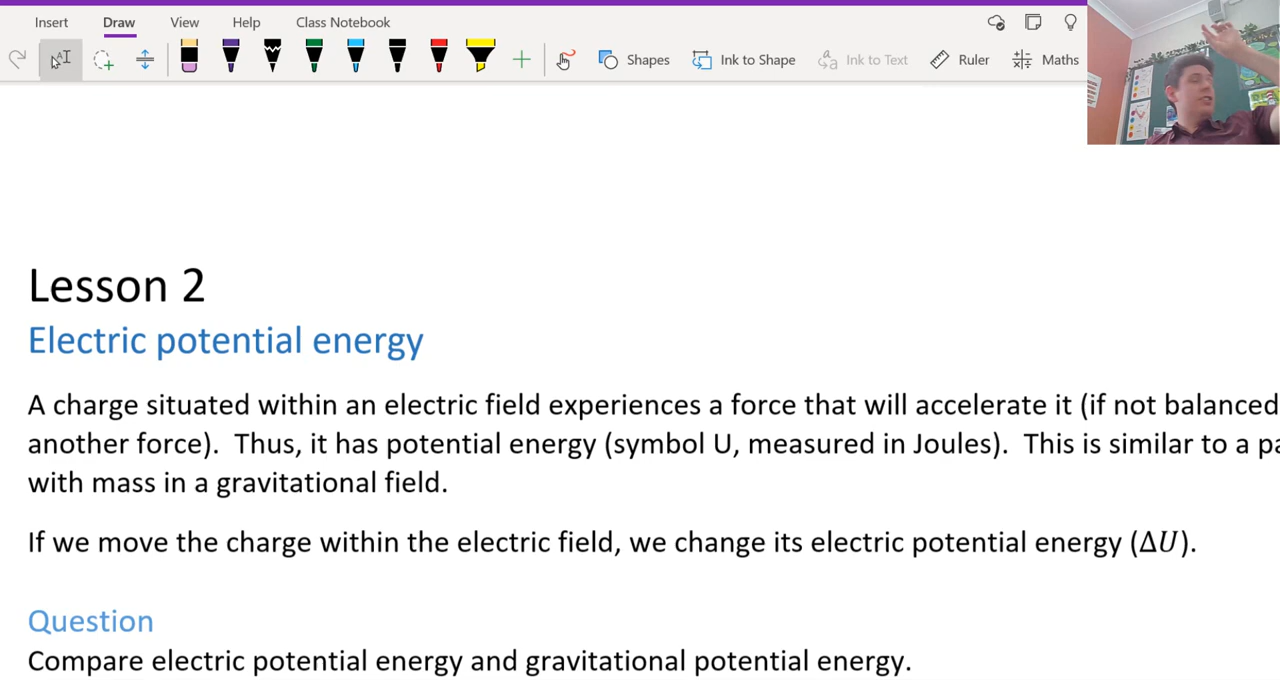 Insert Draw View Help Class Notebook
Shapes Ink to Shape Ink to Text Ruler Maths
Lesson 2
Electric potential energy
A charge situated within an electric field experiences a force that will accelerate it (if not balanced
another force). Thus, it has potential energy (symbol U, measured in Joules). This is similar to a
with mass in a gravitational field.
If we move the charge within the electric field, we change its electric potential energy (ΔU).
Question
Compare electric potential energy and gravitational potential energy.